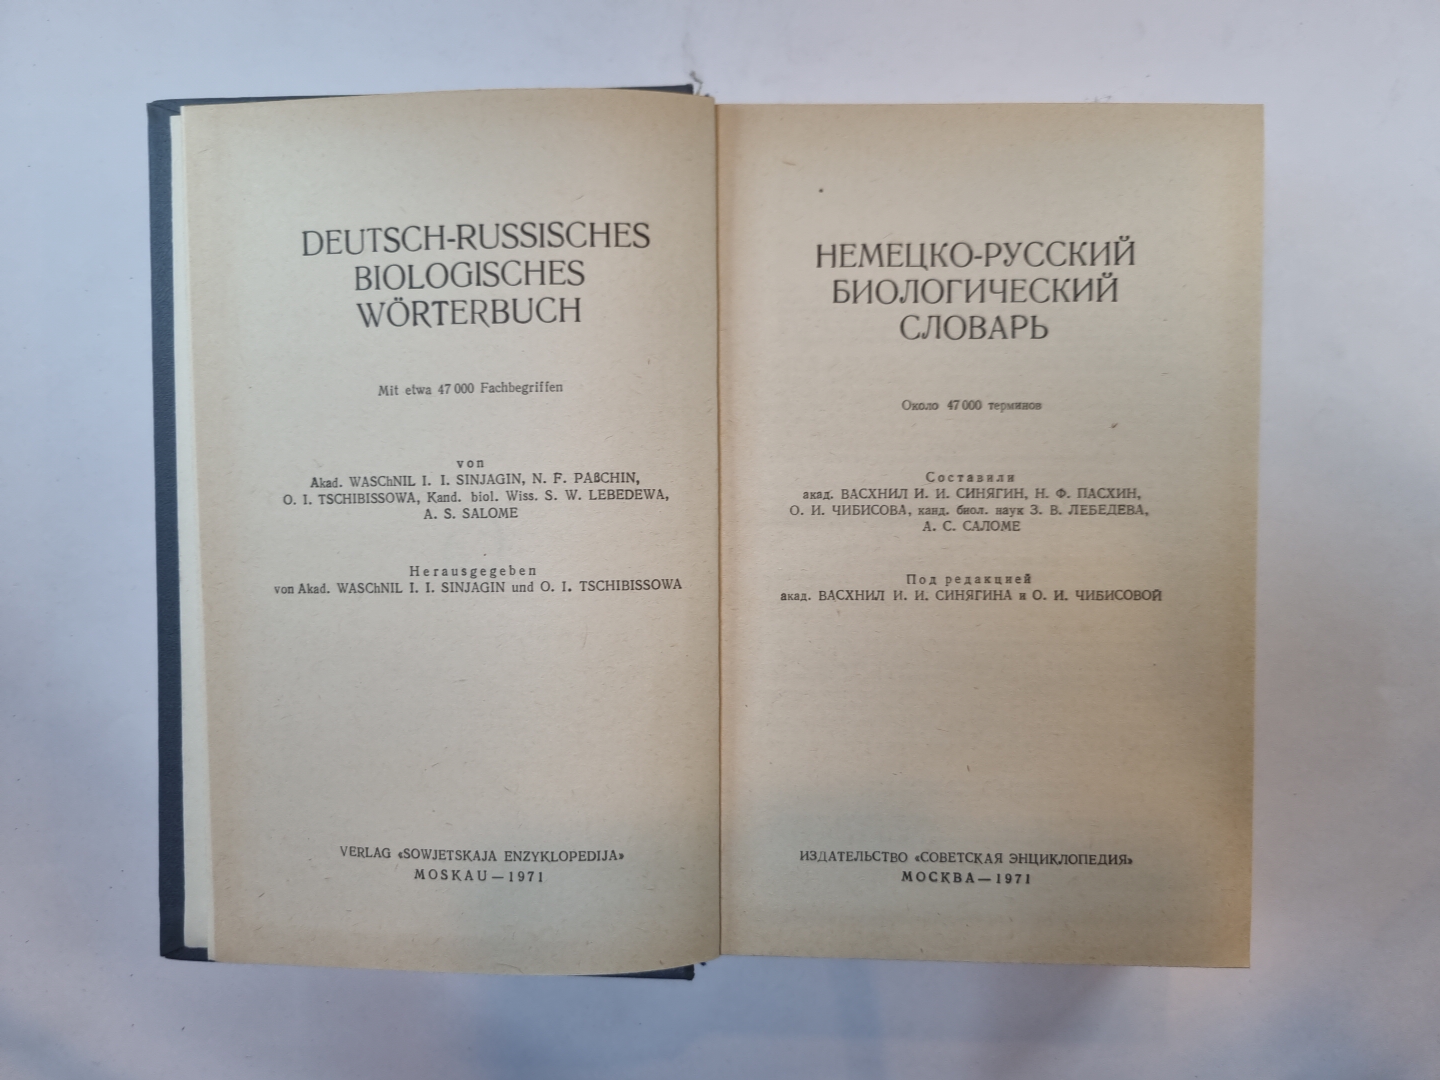 DEUTSCH-RUSSISCHES
BIOLOGISCHES
WÖRTERBUCH
Mit etwa 47 000 Fachbegriffen
von
Akad. WASChNIL I. I. SINJAGIN, N. F. PAßCHIN,
O. I. TSCHIBISSOWA, Kand. biol. Wiss. S. W. LEBEDEWA,
A. S. SALOME
Herausgegeben
von Akad. WASChNIL I. I. SINJAGIN und O. I. TSCHIBISSOWA
VERLAG «SOWJETSKAJA ENZYKLOPEDIJA»
MOSKAU — 1971
НЕМЕЦКО-РУССКИЙ
БИОЛОГИЧЕСКИЙ
СЛОВАРЬ
Около 47 000 терминов
Составили
акад. ВАСХНИЛ И. И. СИНЯГИН, Н. Ф. ПАСХИН,
О. И. ЧИБИСОВА, канд. биол. наук З. В. ЛЕБЕДЕВА,
А. С. САЛОМЕ
Под редакцией
акад. ВАСХНИЛ И. И. СИНЯГИНА и О. И. ЧИБИСОВОЙ
ИЗДАТЕЛЬСТВО «СОВЕТСКАЯ ЭНЦИКЛОПЕДИЯ»
МОСКВА — 1971